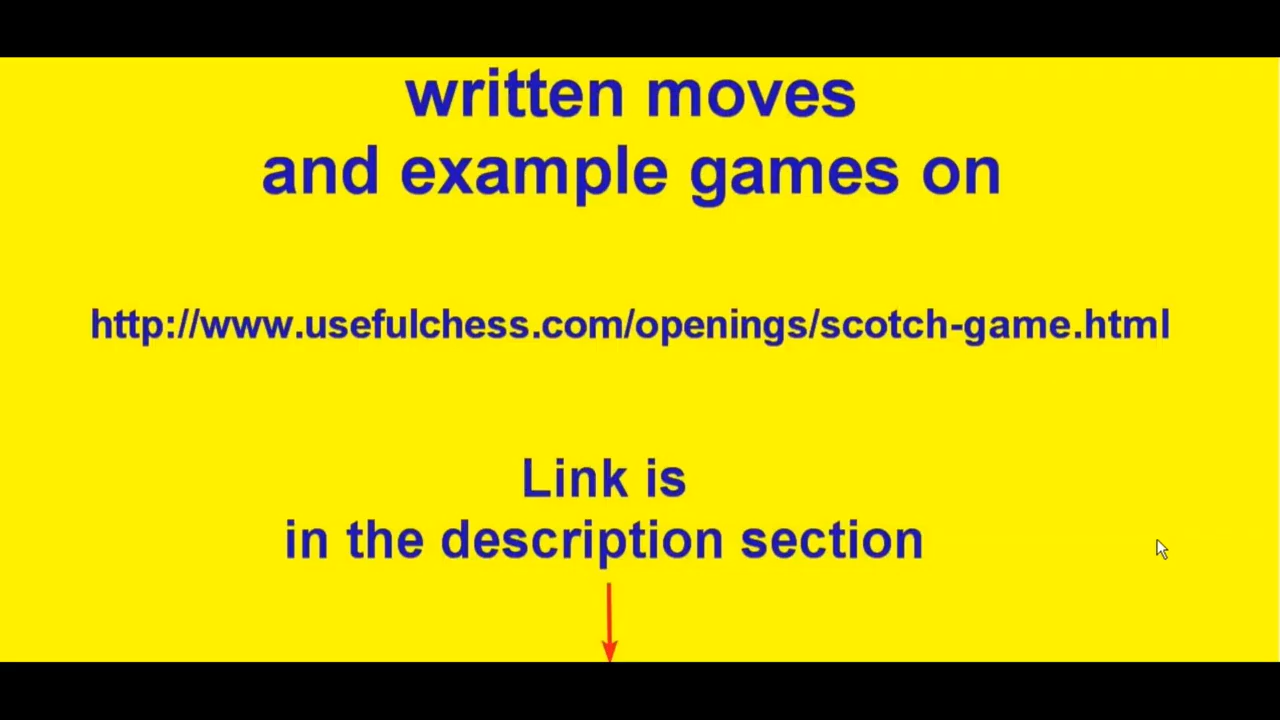 written moves
and example games on
http://www.usefulchess.com/openings/scotch-game.html
Link is
in the description section